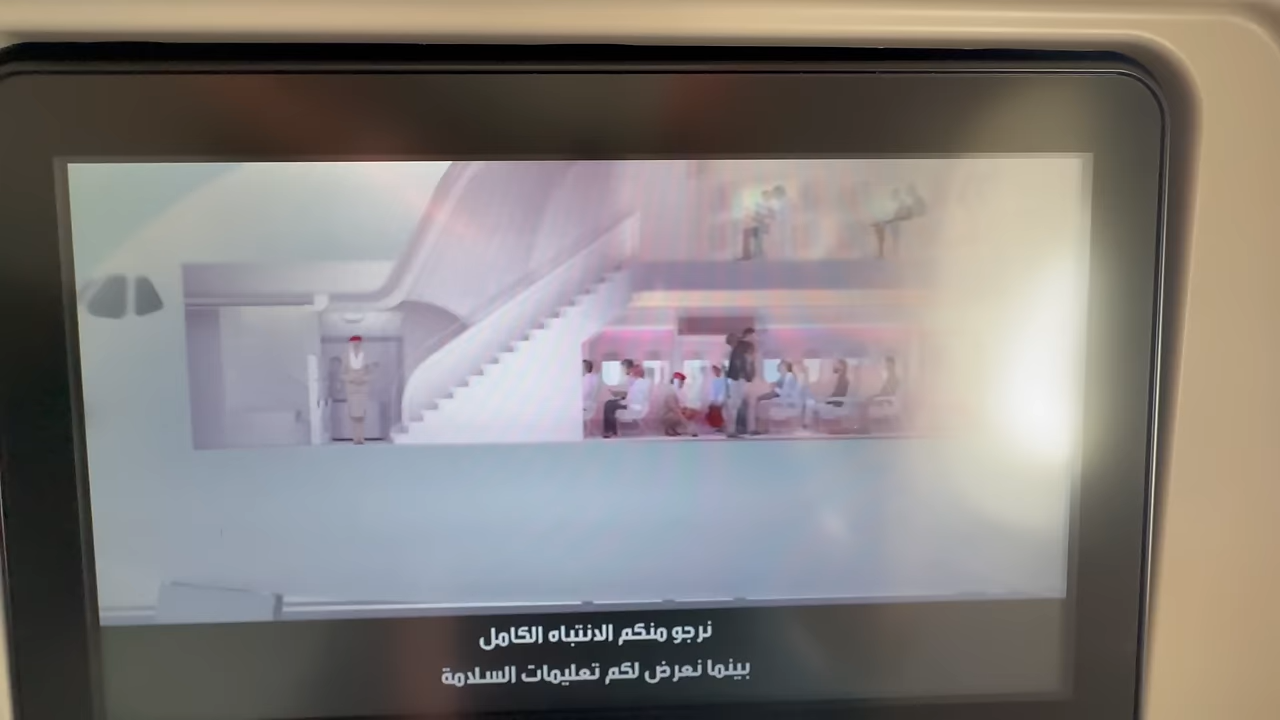 نرجو منكم الانتباه الكامل
بينما نعرض لكم تعليمات السلامة